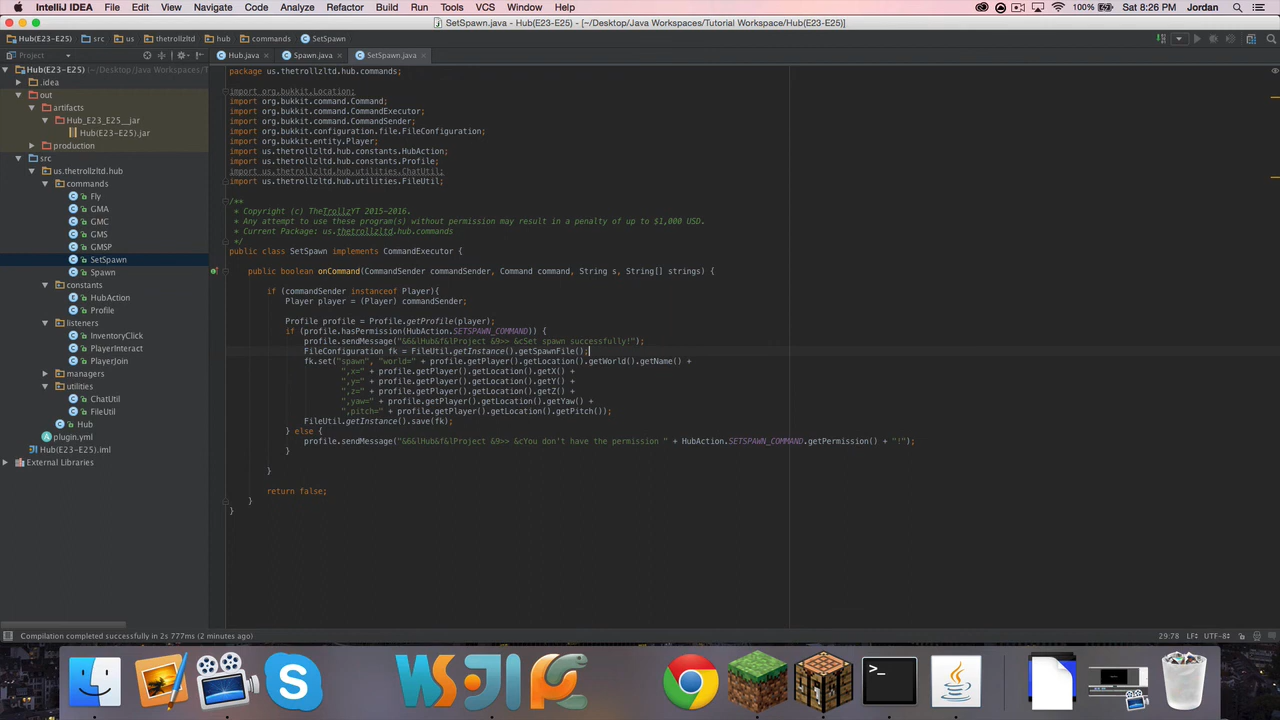 IntelliJ IDEA File Edit View Navigate Code Analyze Refactor Build Run Tools VCS Window Help 100% Sat 8:26 PM Jordan
SetSpawn.java - Hub(E23-E25) - [~/Desktop/Java Workspaces/Tutorial Workspace/Hub(E23-E25)]
Hub(E23-E25) src us thetrollzltd hub commands SetSpawn
Project
Hub.java Spawn.java SetSpawn.java
Hub(E23-E25) (~/Desktop/Java Workspaces/T
.idea
out
artifacts
Hub_E23_E25__jar
Hub(E23-E25).jar
production
src
us.thetrollzltd.hub
commands
Fly
GMA
GMC
GMS
GMSP
SetSpawn
Spawn
constants
HubAction
Profile
listeners
InventoryClick
PlayerInteract
PlayerJoin
utilities
ChatUtil
FileUtil
Hub
plugin.yml
Hub(E23-E25).iml
External Libraries
package us.thetrollzltd.hub.commands;
import org.bukkit.Location;
import org.bukkit.command.Command;
import org.bukkit.command.CommandExecutor;
import org.bukkit.command.CommandSender;
import org.bukkit.configuration.file.FileConfiguration;
import org.bukkit.entity.Player;
import us.thetrollzltd.hub.constants.HubAction;
import us.thetrollzltd.hub.constants.Profile;
import us.thetrollzltd.hub.utilities.ChatUtil;
import us.thetrollzltd.hub.utilities.FileUtil;
/**
* Copyright (c) TheTrollzYT 2015-2016.
* Any attempt to use these program(s) without permission may result in a penalty of up to $1,000 USD.
* Current Package: us.thetrollzltd.hub.commands
*/
public class SetSpawn implements CommandExecutor {
public boolean onCommand(CommandSender commandSender, Command command, String s, String[] strings) {
if (commandSender instanceof Player){
Player player = (Player) commandSender;
Profile profile = Profile.getProfile(player);
if (profile.hasPermission(HubAction.SETSPAWN_COMMAND)) {
profile.sendMessage("&6&lHub&f&lProject &9>> &cSet spawn successfully!");
FileConfiguration fk = FileUtil.getInstance().getSpawnFile();
fk.set("spawn", "world=" + profile.getPlayer().getLocation().getWorld().getName() +
",x=" + profile.getPlayer().getLocation().getX() +
",y=" + profile.getPlayer().getLocation().getY() +
",z=" + profile.getPlayer().getLocation().getZ() +
",yaw=" + profile.getPlayer().getLocation().getYaw() +
",pitch=" + profile.getPlayer().getLocation().getPitch());
FileUtil.getInstance().save(fk);
} else {
profile.sendMessage("&6&lHub&f&lProject &9>> &cYou don't have the permission " + HubAction.SETSPAWN_COMMAND.getPermission() + "!");
}
}
return false;
}
}
Compilation completed successfully in 2s 777ms (2 minutes ago) 29:78 LF: UTF-8:
WS JI PC